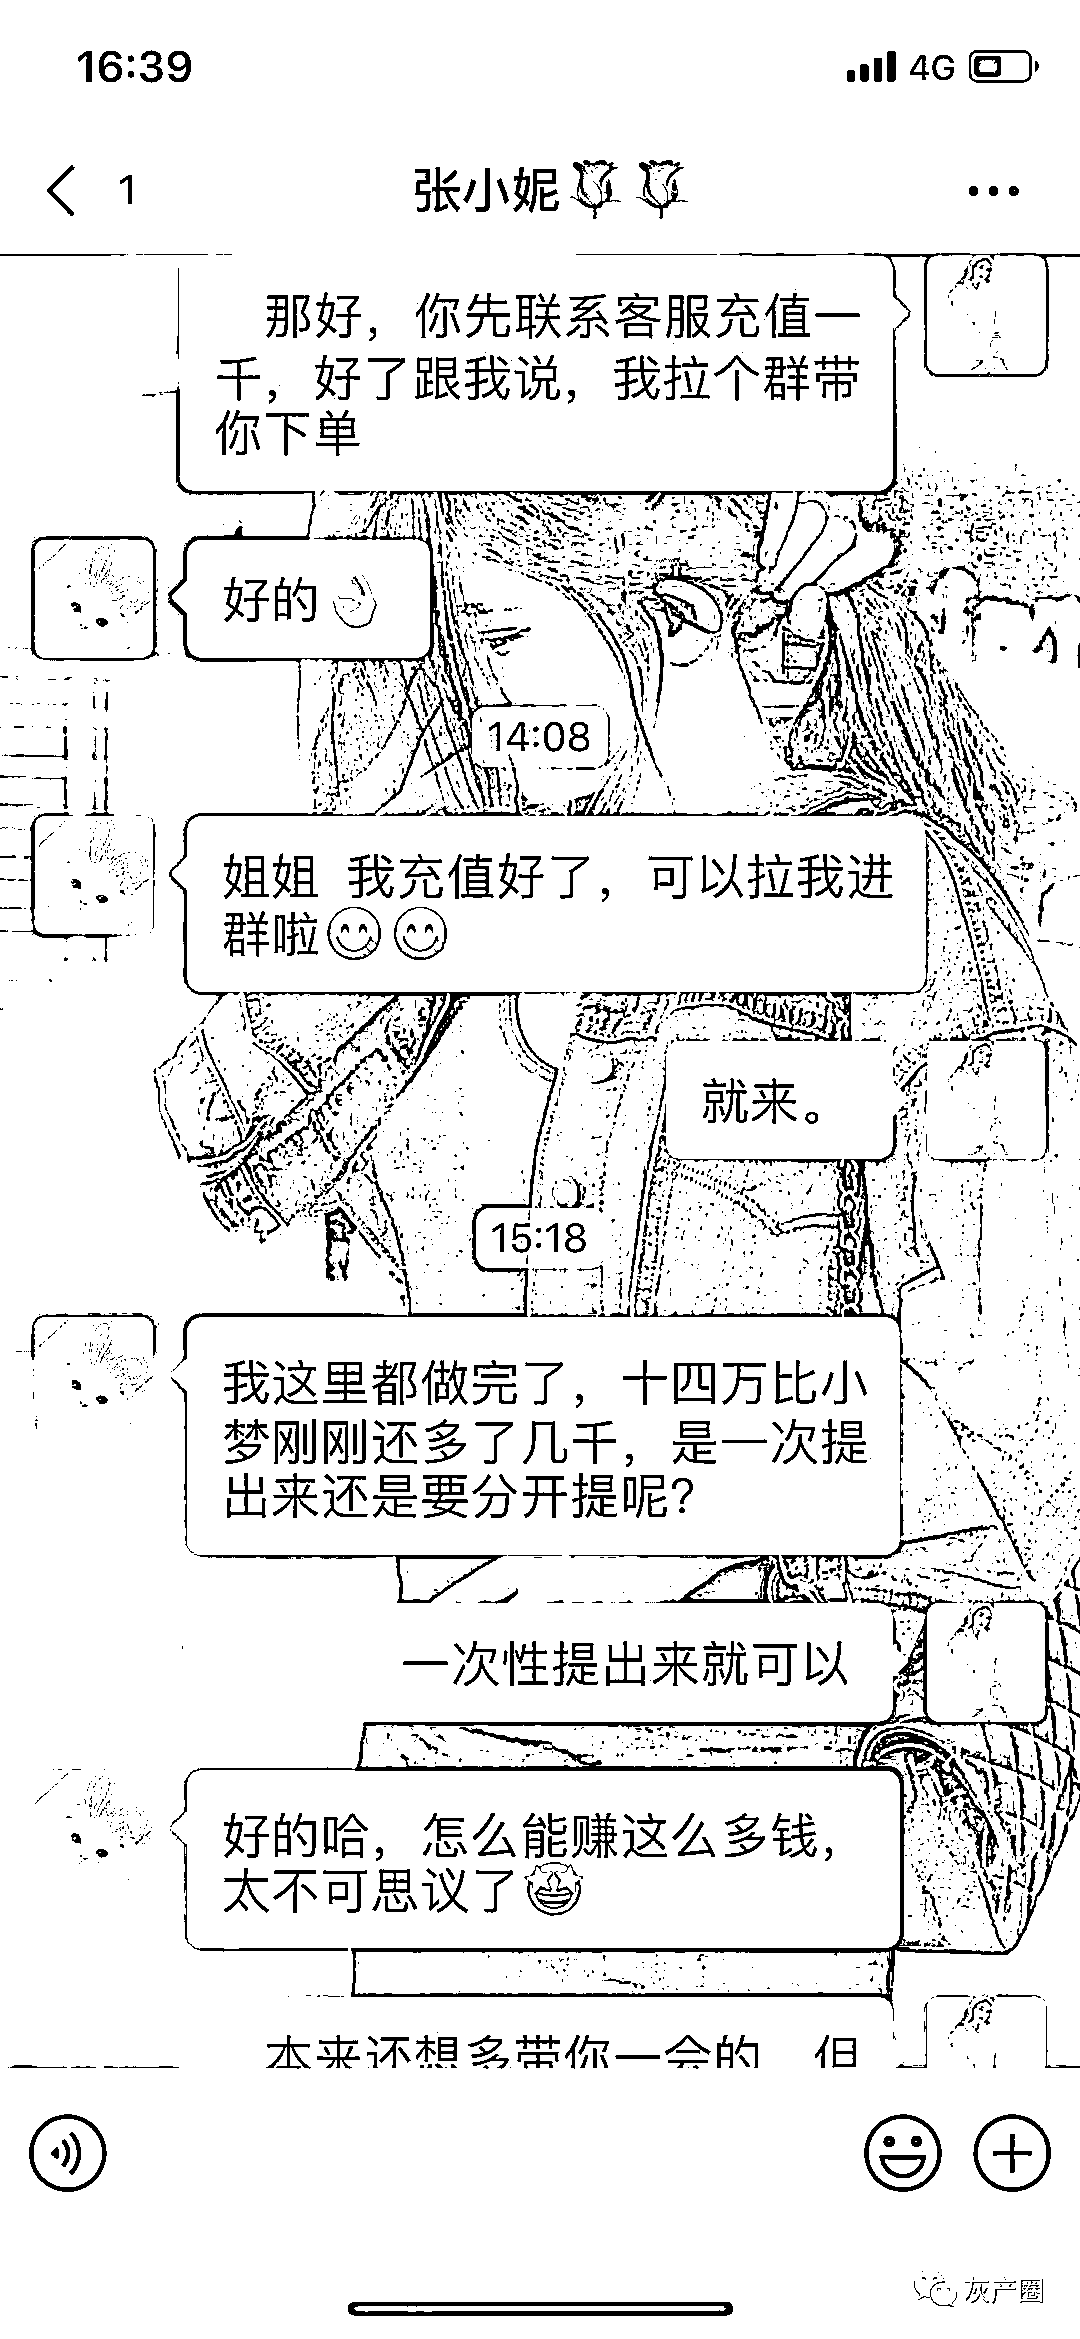 16:39
4G
1
张小妮🌹🌹
那好，你先联系客服充值一
千，好了跟我说，我拉个群带
你下单
好的👌
14:08
姐姐 我充值好了，可以拉我进
群啦😋😋
就来。
15:18
我这里都做完了，十四万比小
梦刚刚还多了几千，是一次提
出来还是要分开提呢？
一次性提出来就可以
好的哈，怎么能赚这么多钱，
太不可思议了🤩
本来还想多带你一会的 但
灰产圈